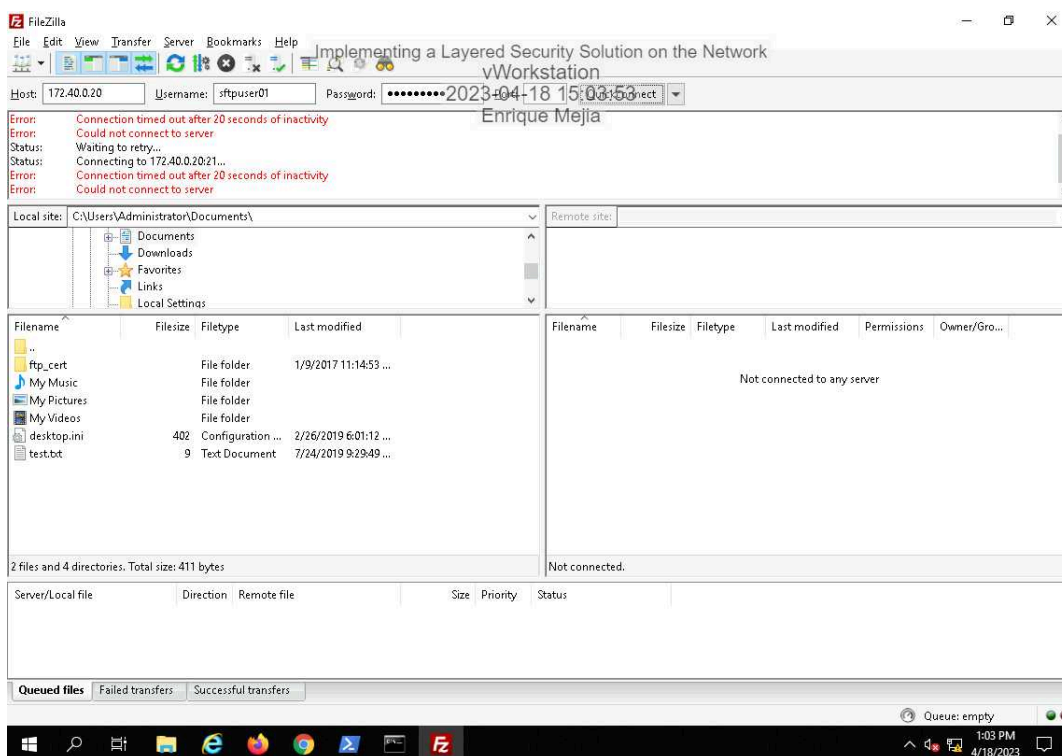 FileZilla
File Edit View Transfer Server Bookmarks Help
Implementing a Layered Security Solution on the Network
vWorkstation
2023-04-18 15:03:53
Enrique Mejia
Host: 172.40.0.20 Username: sftpuser01 Password: •••••••••
Error: Connection timed out after 20 seconds of inactivity
Error: Could not connect to server
Status: Waiting to retry...
Status: Connecting to 172.40.0.20:21...
Error: Connection timed out after 20 seconds of inactivity
Error: Could not connect to server
Local site: C:\Users\Administrator\Documents\
Remote site:
Documents
Downloads
Favorites
Links
Local Settings
Filename Filesize Filetype Last modified
..
ftp_cert File folder 1/9/2017 11:14:53 ...
My Music File folder
My Pictures File folder
My Videos File folder
desktop.ini 402 Configuration ... 2/26/2019 6:01:12 ...
test.txt 9 Text Document 7/24/2019 9:29:49 ...
2 files and 4 directories. Total size: 411 bytes
Filename Filesize Filetype Last modified Permissions Owner/Gro...
Not connected to any server
Not connected.
Server/Local file Direction Remote file Size Priority Status
Queued files Failed transfers Successful transfers
Queue: empty
1:03 PM
4/18/2023